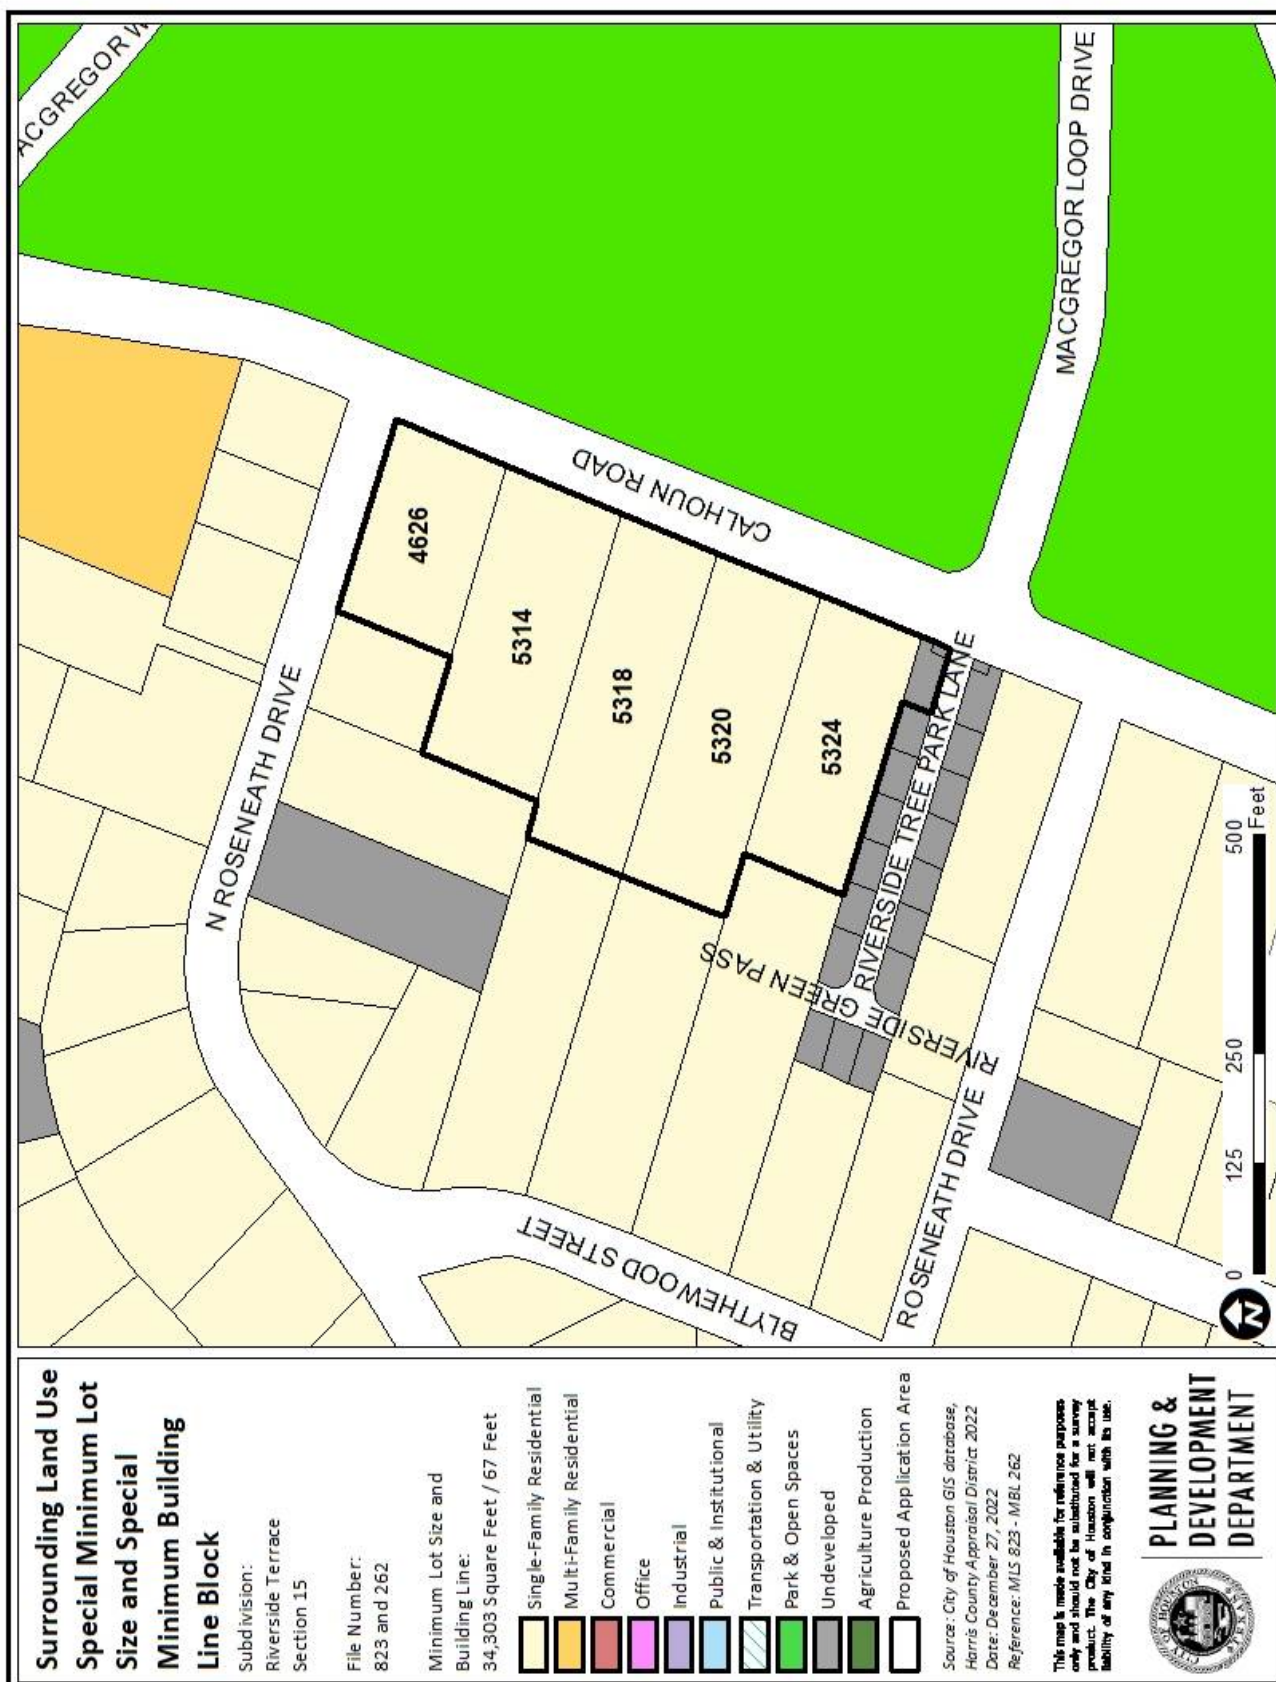 Surrounding Land Use
Special Minimum Lot
Size and Special
Minimum Building
Line Block
Subdivision:
Riverside Terrace
Section 15
File Number:
823 and 262
Minimum Lot Size and
Building Line:
34,303 Square Feet / 67 Feet
Single-Family Residential
Multi-Family Residential
Commercial
Office
Industrial
Public & Institutional
Transportation & Utility
Park & Open Spaces
Undeveloped
Agriculture Production
Proposed Application Area
Source: City of Houston GIS database,
Harris County Appraisal District 2022
Date: December 27, 2022
Reference: MLS 823 - MBL 262
This map is made available for reference purposes
only and should not be substituted for a survey
product. The City of Houston will not accept
liability of any kind in conjunction with its use.
CITY OF HOUSTON
TEXAS
PLANNING &
DEVELOPMENT
DEPARTMENT
ACGREGOR W
N ROSENEATH DRIVE
4626
5314
5318
5320
5324
CALHOUN ROAD
MACGREGOR LOOP DRIVE
RIVERSIDE TREE PARK LANE
RIVERSIDE GREEN PASS
BLYTHEWOOD STREET
ROSENEATH DRIVE
N
0 125 250 500
Feet